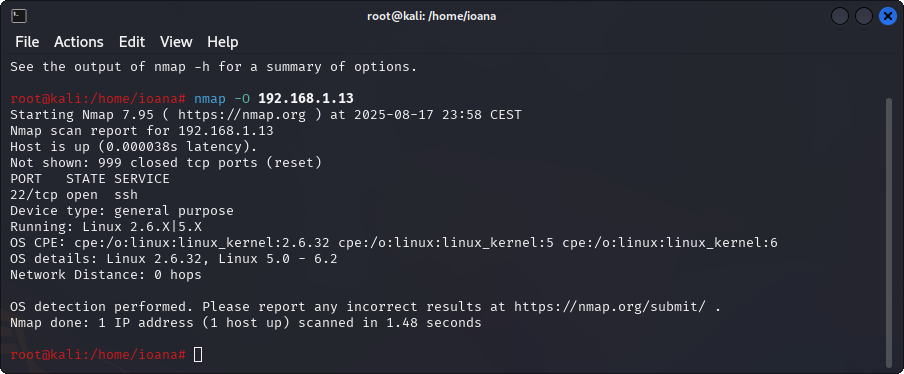 root@kali: /home/ioana
File Actions Edit View Help
See the output of nmap -h for a summary of options.
root@kali:/home/ioana# nmap -O 192.168.1.13
Starting Nmap 7.95 ( https://nmap.org ) at 2025-08-17 23:58 CEST
Nmap scan report for 192.168.1.13
Host is up (0.000038s latency).
Not shown: 999 closed tcp ports (reset)
PORT   STATE SERVICE
22/tcp open  ssh
Device type: general purpose
Running: Linux 2.6.X|5.X
OS CPE: cpe:/o:linux:linux_kernel:2.6.32 cpe:/o:linux:linux_kernel:5 cpe:/o:linux:linux_kernel:6
OS details: Linux 2.6.32, Linux 5.0 - 6.2
Network Distance: 0 hops
OS detection performed. Please report any incorrect results at https://nmap.org/submit/ .
Nmap done: 1 IP address (1 host up) scanned in 1.48 seconds
root@kali:/home/ioana#